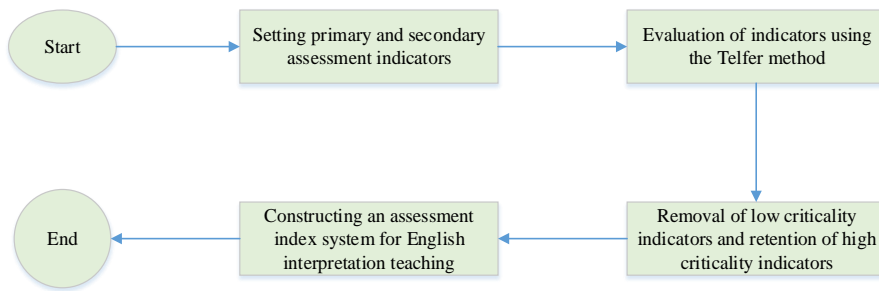 Start
Setting primary and secondary
assessment indicators
Evaluation of indicators using
the Telfer method
Removal of low criticality
indicators and retention of high
criticality indicators
Constructing an assessment
index system for English
interpretation teaching
End